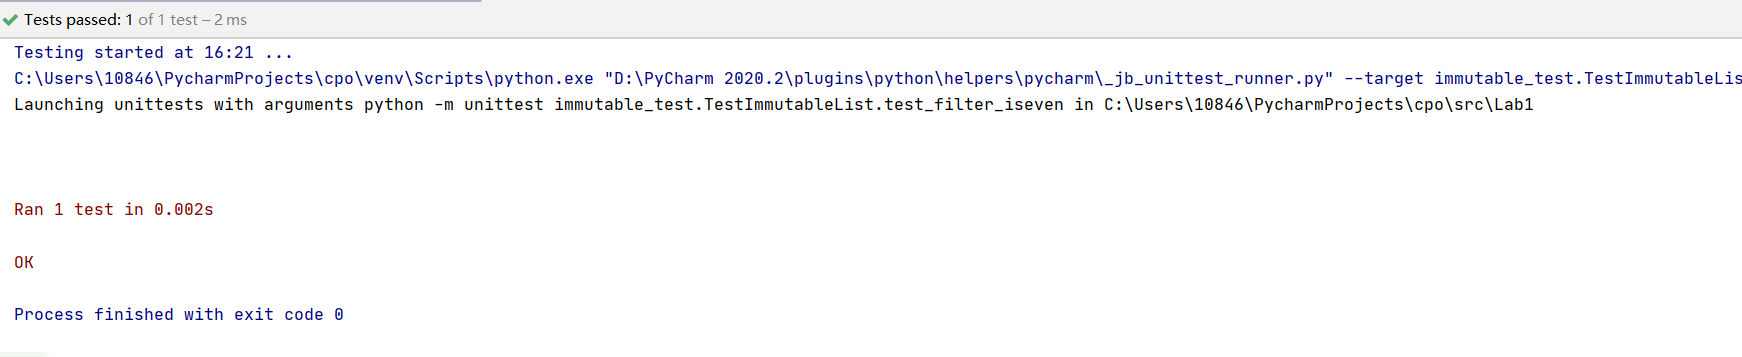 Tests passed: 1 of 1 test – 2 ms
Testing started at 16:21 ...
C:\Users\10846\PycharmProjects\cpo\venv\Scripts\python.exe "D:\PyCharm 2020.2\plugins\python\helpers\pycharm\_jb_unittest_runner.py" --target immutable_test.TestImmutableLis
Launching unittests with arguments python -m unittest immutable_test.TestImmutableList.test_filter_iseven in C:\Users\10846\PycharmProjects\cpo\src\Lab1
Ran 1 test in 0.002s
OK
Process finished with exit code 0